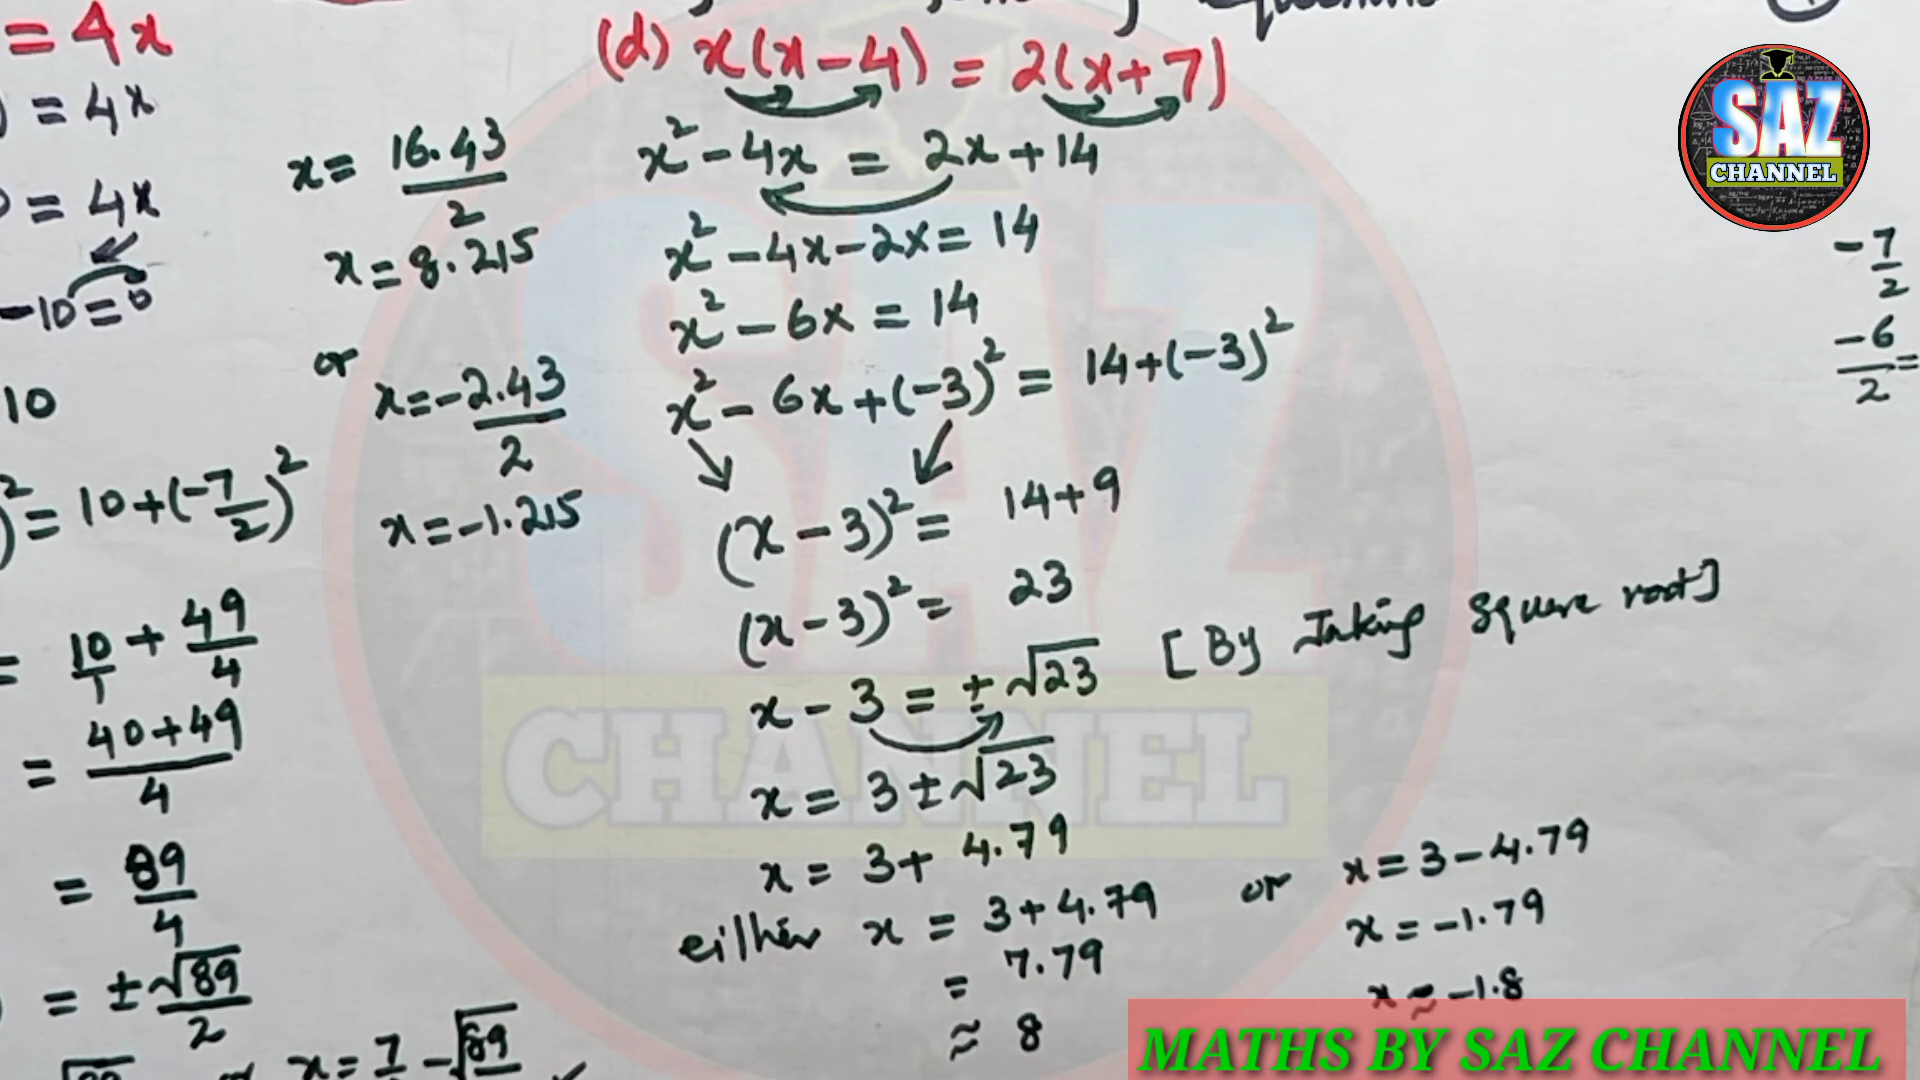 = 4x
(d) x(x-4) = 2(x+7)
) = 4x
= 4x
-10=0
10
)² = 10+(-7/2)²
= 10/1 + 49/4
= 40+49/4
= 89/4
= ±√89/2
x = 7/ - √89
x = 16.43/2
x = 8.215
or
x = -2.43/2
x = -1.215
x² - 4x = 2x + 14
x² - 4x - 2x = 14
x² - 6x = 14
x² - 6x + (-3)² = 14 + (-3)²
(x - 3)² = 14 + 9
(x - 3)² = 23
x - 3 = ±√23 [By Taking Square root]
x = 3 ± √23
x = 3 + 4.79
either x = 3 + 4.79 or x = 3 - 4.79
= 7.79
≈ 8
x = -1.79
x ≈ -1.8
-7/2
-6/2 =
SAZ
CHANNEL
SAZ
CHANNEL
MATHS BY SAZ CHANNEL